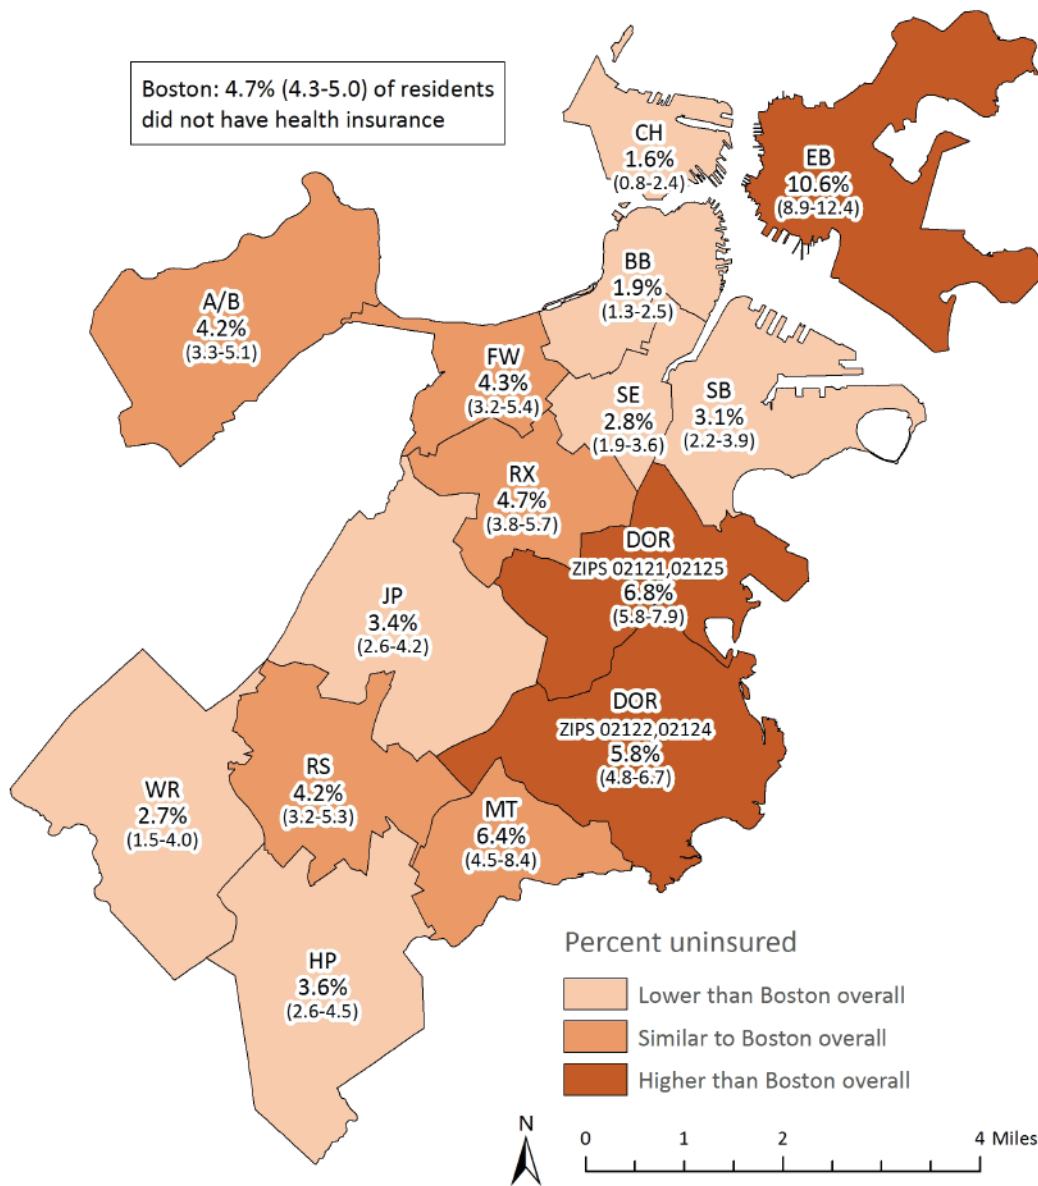 Boston: 4.7% (4.3-5.0) of residents
did not have health insurance
CH
1.6%
(0.8-2.4)
EB
10.6%
(8.9-12.4)
BB
1.9%
(1.3-2.5)
A/B
4.2%
(3.3-5.1)
FW
4.3%
(3.2-5.4)
SE
2.8%
(1.9-3.6)
SB
3.1%
(2.2-3.9)
RX
4.7%
(3.8-5.7)
DOR
ZIPS 02121,02125
6.8%
(5.8-7.9)
JP
3.4%
(2.6-4.2)
DOR
ZIPS 02122,02124
5.8%
(4.8-6.7)
WR
2.7%
(1.5-4.0)
RS
4.2%
(3.2-5.3)
MT
6.4%
(4.5-8.4)
HP
3.6%
(2.6-4.5)
Percent uninsured
Lower than Boston overall
Similar to Boston overall
Higher than Boston overall
N
0 1 2 4 Miles